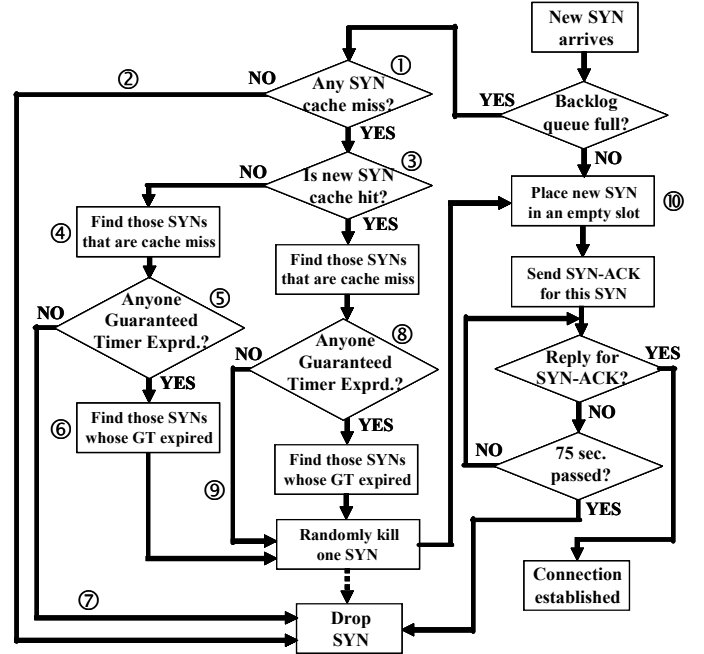 New SYN
arrives
①
②
NO
Any SYN
cache miss?
YES
Backlog
queue full?
YES
③
NO
Is new SYN
cache hit?
NO
Place new SYN
in an empty slot
⑩
④
Find those SYNs
that are cache miss
YES
Find those SYNs
that are cache miss
Send SYN-ACK
for this SYN
⑤
NO
Anyone
Guaranteed
Timer Exprd.?
⑧
NO
Anyone
Guaranteed
Timer Exprd.?
Reply for
SYN-ACK?
YES
YES
NO
⑥
Find those SYNs
whose GT expired
YES
NO
75 sec.
passed?
Find those SYNs
whose GT expired
⑨
YES
Randomly kill
one SYN
Connection
established
⑦
Drop
SYN